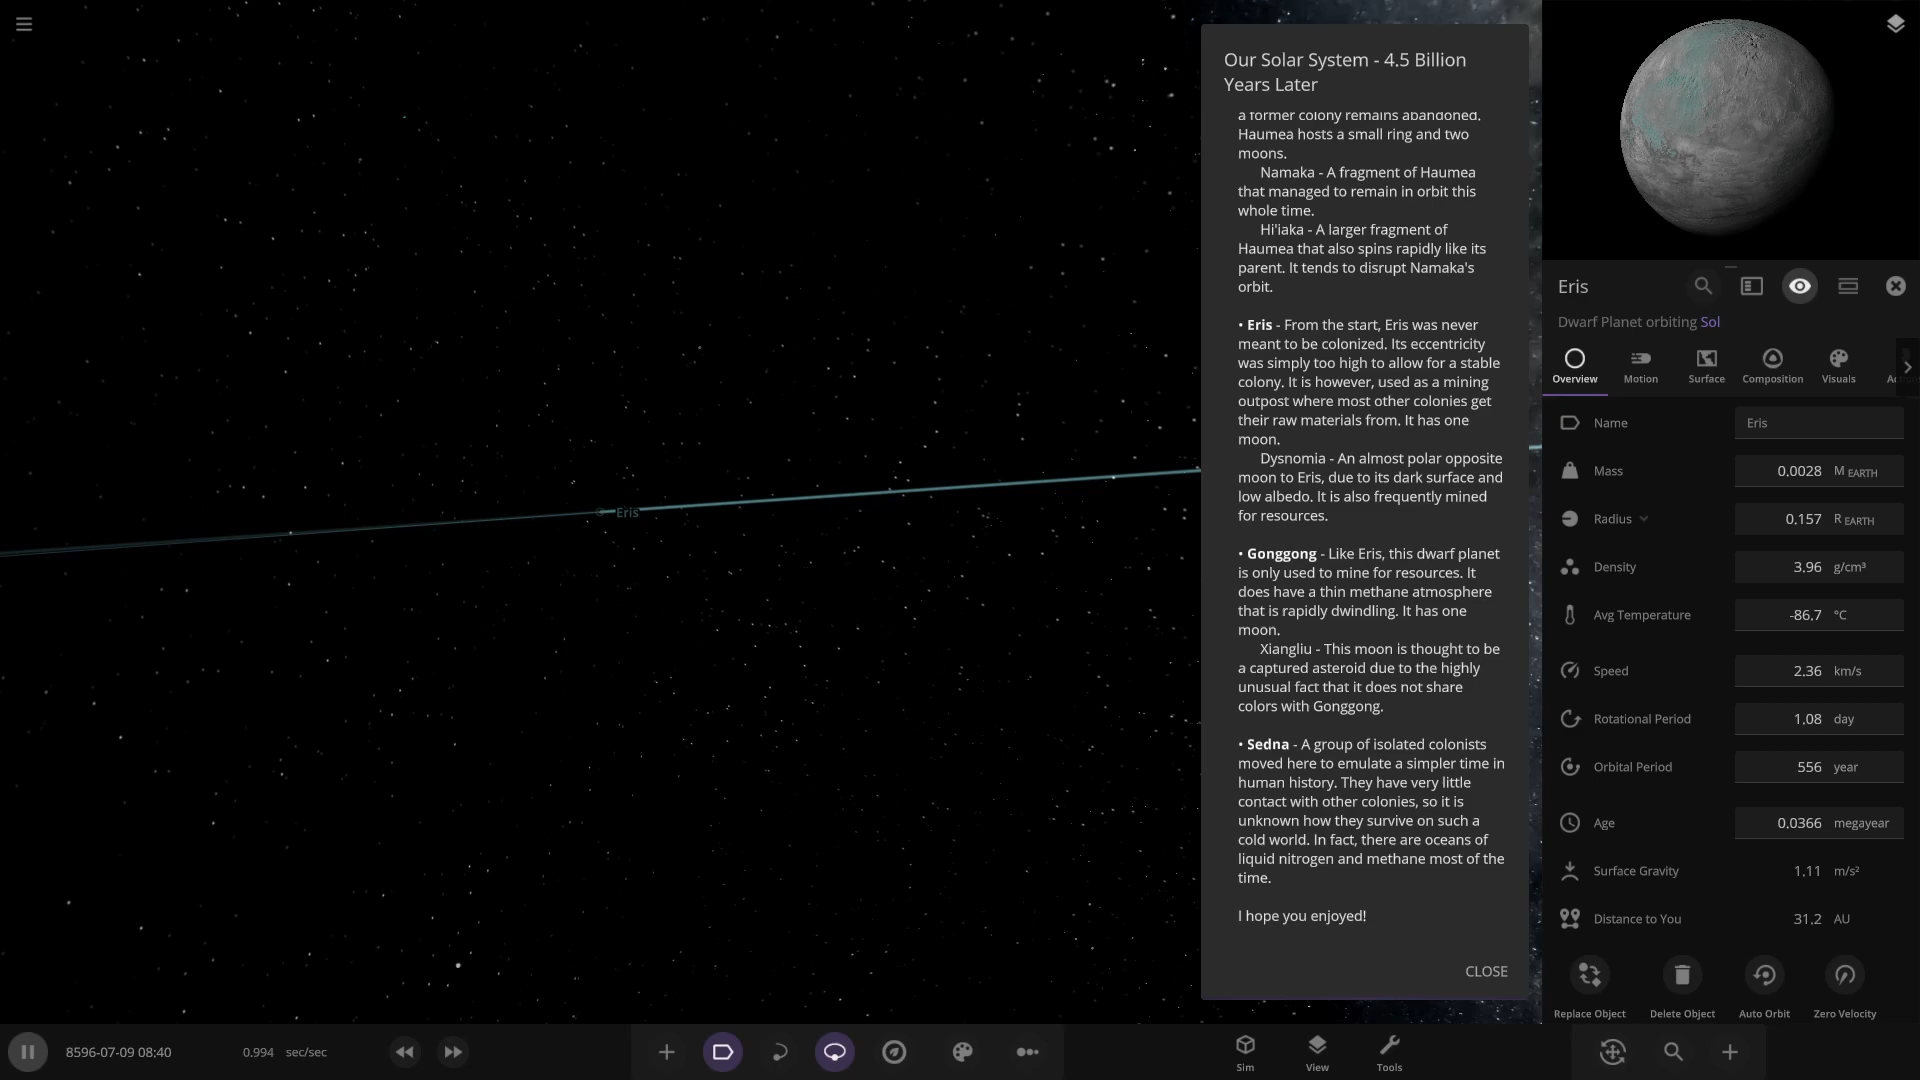 Our Solar System - 4.5 Billion
Years Later
a former colony remains abandoned.
Haumea hosts a small ring and two
moons.
Namaka - A fragment of Haumea
that managed to remain in orbit this
whole time.
Hi'iaka - A larger fragment of
Haumea that also spins rapidly like its
parent. It tends to disrupt Namaka's
orbit.
• Eris - From the start, Eris was never
meant to be colonized. Its eccentricity
was simply too high to allow for a stable
colony. It is however, used as a mining
outpost where most other colonies get
their raw materials from. It has one
moon.
Dysnomia - An almost polar opposite
moon to Eris, due to its dark surface and
low albedo. It is also frequently mined
for resources.
• Gonggong - Like Eris, this dwarf planet
is only used to mine for resources. It
does have a thin methane atmosphere
that is rapidly dwindling. It has one
moon.
Xiangliu - This moon is thought to be
a captured asteroid due to the highly
unusual fact that it does not share
colors with Gonggong.
• Sedna - A group of isolated colonists
moved here to emulate a simpler time in
human history. They have very little
contact with other colonies, so it is
unknown how they survive on such a
cold world. In fact, there are oceans of
liquid nitrogen and methane most of the
time.
I hope you enjoyed!
CLOSE
Eris
Eris
Dwarf Planet orbiting Sol
Overview Motion Surface Composition Visuals
Name Eris
Mass 0.0028 M EARTH
Radius 0.157 R EARTH
Density 3.96 g/cm³
Avg Temperature -86.7 °C
Speed 2.36 km/s
Rotational Period 1.08 day
Orbital Period 556 year
Age 0.0366 megayear
Surface Gravity 1.11 m/s²
Distance to You 31.2 AU
Replace Object Delete Object Auto Orbit Zero Velocity
8596-07-09 08:40 0.994 sec/sec
Sim View Tools